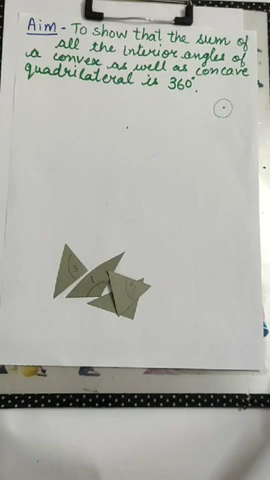 Aim - To show that the sum of
all the interior angles of
a convex as well as concave
quadrilateral is 360°.